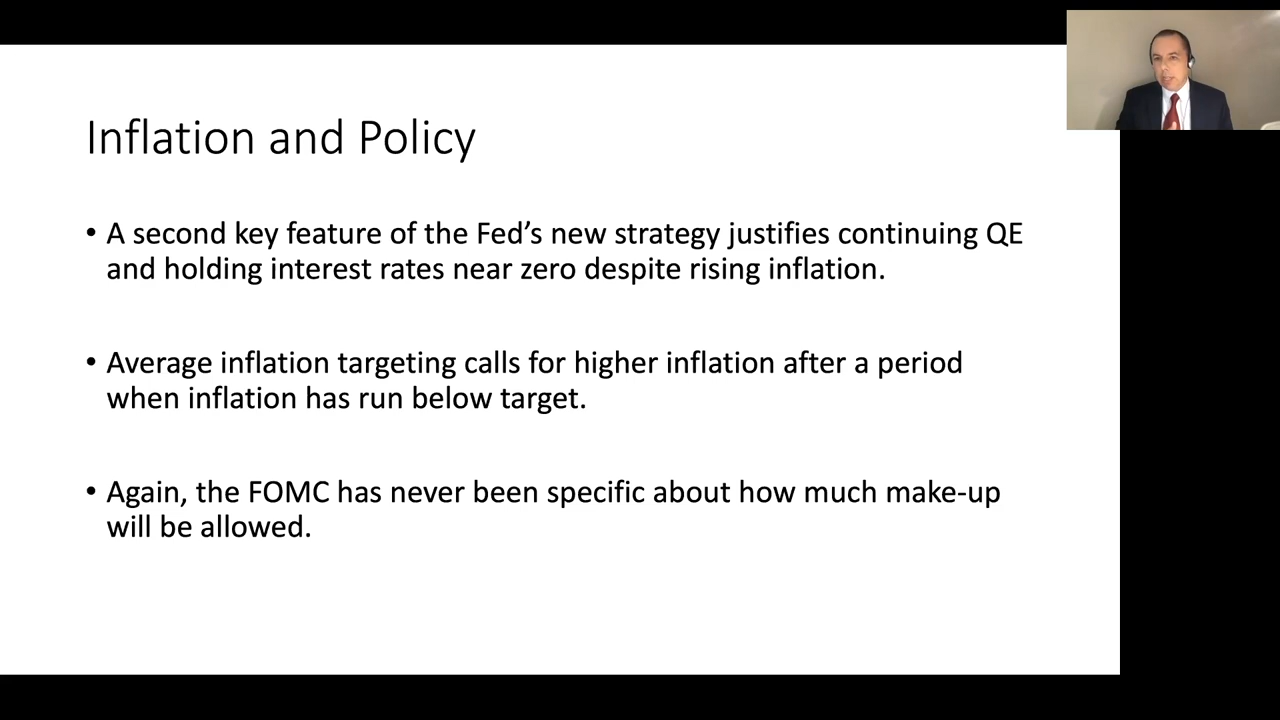 Inflation and Policy
• A second key feature of the Fed’s new strategy justifies continuing QE
and holding interest rates near zero despite rising inflation.
• Average inflation targeting calls for higher inflation after a period
when inflation has run below target.
• Again, the FOMC has never been specific about how much make-up
will be allowed.